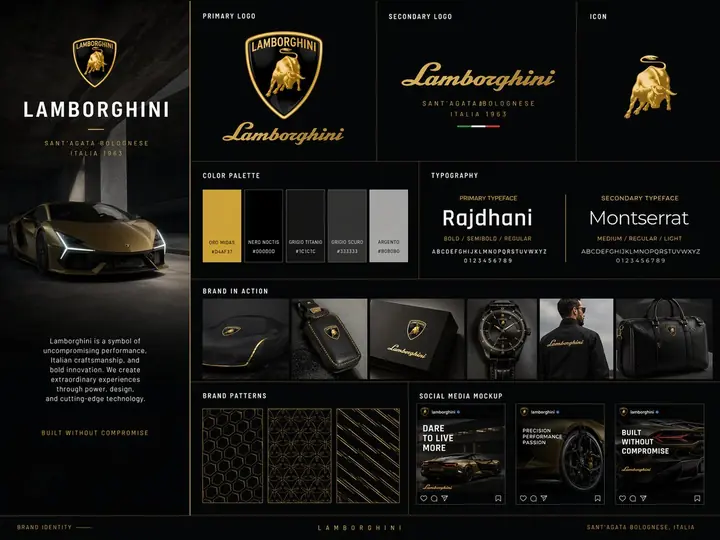 LAMBORGHINI
LAMBORGHINI
SANT'AGATA BOLOGNESE
ITALIA 1963
Lamborghini is a symbol of
uncompromising performance,
Italian craftsmanship, and
bold innovation. We create
extraordinary experiences
through power, design,
and cutting-edge technology.
BUILT WITHOUT COMPROMISE
PRIMARY LOGO
LAMBORGHINI
Lamborghini
SECONDARY LOGO
Lamborghini
SANT'AGATA BOLOGNESE
ITALIA 1963
ICON
COLOR PALETTE
ORO MIDAS
#D4AF37
NERO NOCTIS
#0D0D0D
GRIGIO TITANIO
#1C1C1C
GRIGIO SCURO
#333333
ARGENTO
#B0B0B0
TYPOGRAPHY
PRIMARY TYPEFACE
Rajdhani
BOLD / SEMIBOLD / REGULAR
ABCDEFGHIJKLMNOPQRSTUVWXYZ
0123456789
SECONDARY TYPEFACE
Montserrat
MEDIUM / REGULAR / LIGHT
ABCDEFGHIJKLMNOPQRSTUVWXYZ
0123456789
BRAND IN ACTION
Lamborghini
Lamborghini
BRAND PATTERNS
SOCIAL MEDIA MOCKUP
lamborghini
DARE
TO LIVE
MORE
Lamborghini
lamborghini
PRECISION
PERFORMANCE
PASSION
lamborghini
BUILT
WITHOUT
COMPROMISE
Lamborghini
BRAND IDENTITY
LAMBORGHINI
SANT'AGATA BOLOGNESE, ITALIA